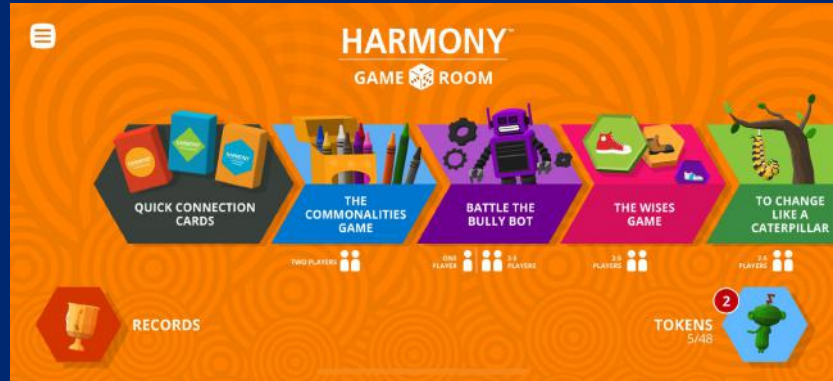 HARMONY™
GAME ROOM
QUICK CONNECTION
CARDS
THE
COMMONALITIES
GAME
BATTLE THE
BULLY BOT
THE WISES
GAME
TO CHANGE
LIKE A
CATERPILLAR
TWO PLAYERS
ONE
PLAYER
PLAYERS
PLAYERS
PLAYERS
RECORDS
2
TOKENS
5/48